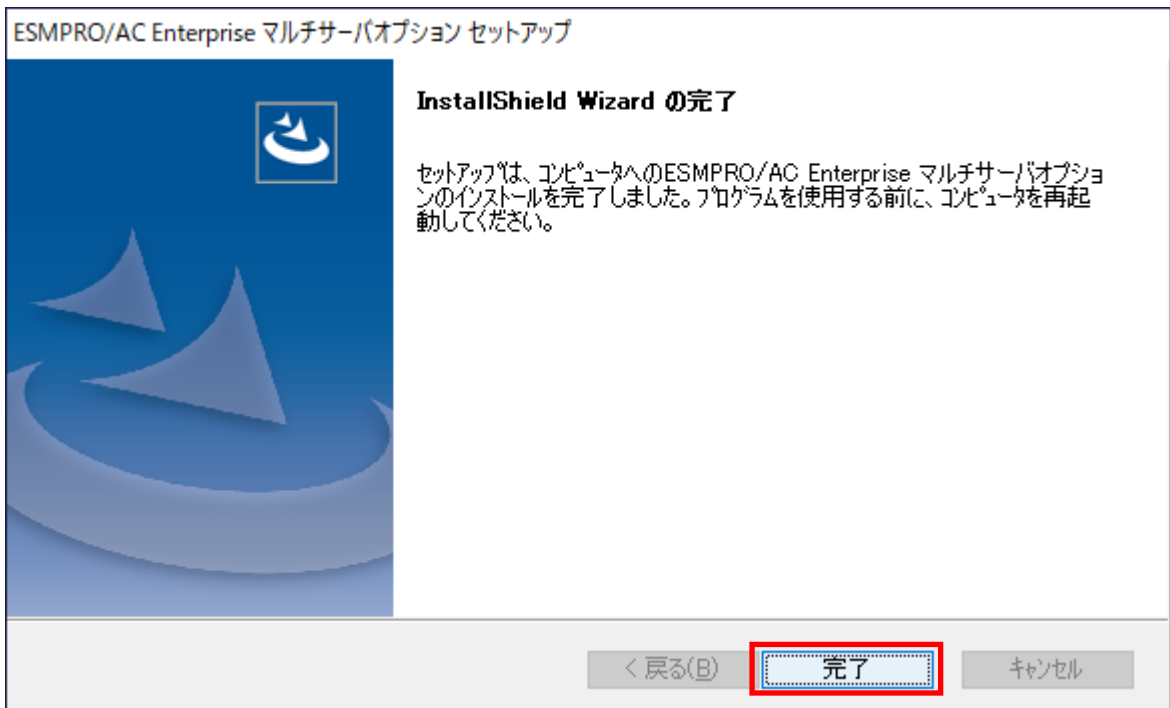 ESMPRO/AC Enterprise マルチサーバオプション セットアップ
InstallShield Wizard の完了
ｾｯﾄｱｯﾌﾟは、ｺﾝﾋﾟｭｰﾀへのESMPRO/AC Enterprise マルチサーバオプショ
ンのｲﾝｽﾄｰﾙを完了しました。ﾌﾟﾛｸﾞﾗﾑを使用する前に、ｺﾝﾋﾟｭｰﾀを再起
動してください。
< 戻る(B)
完了
ｷｬﾝｾﾙ